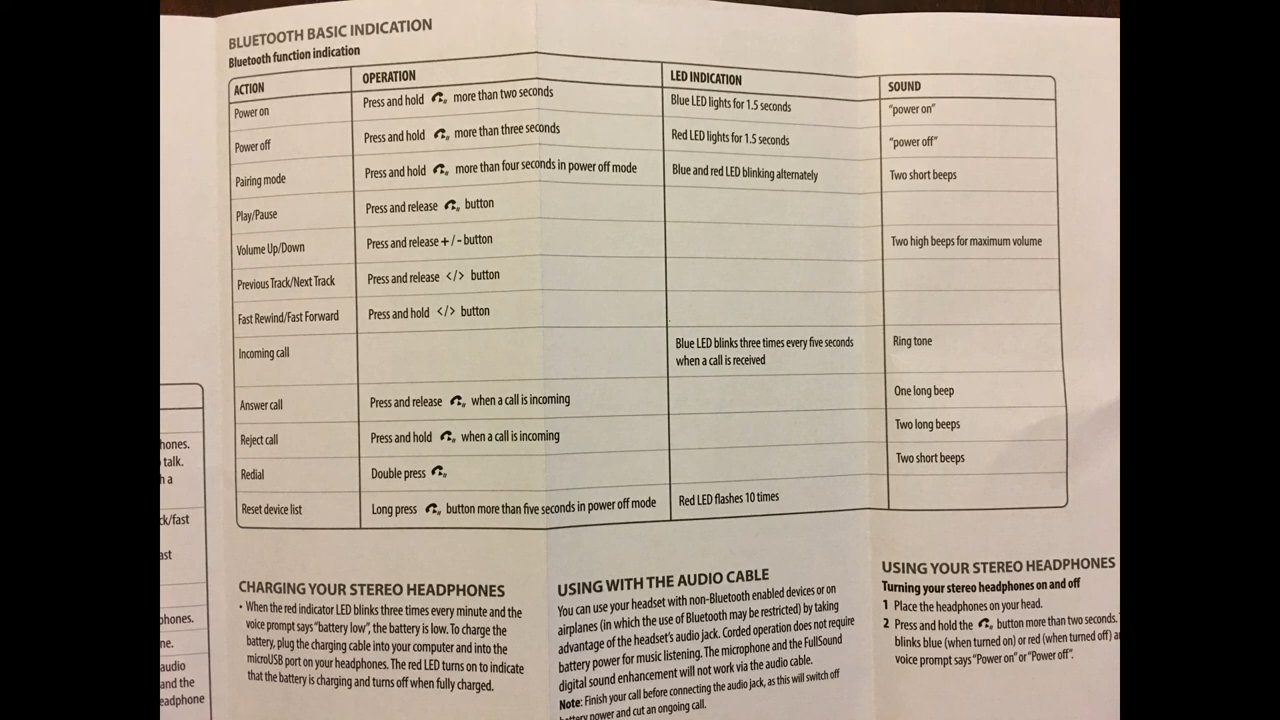 BLUETOOTH BASIC INDICATION
Bluetooth function indication
ACTION OPERATION LED INDICATION SOUND
Power on Press and hold more than two seconds Blue LED lights for 1.5 seconds "power on"
Power off Press and hold more than three seconds Red LED lights for 1.5 seconds "power off"
Pairing mode Press and hold more than four seconds in power off mode Blue and red LED blinking alternately Two short beeps
Play/Pause Press and release button
Volume Up/Down Press and release + / - button Two high beeps for maximum volume
Previous Track/Next Track Press and release </> button
Fast Rewind/Fast Forward Press and hold </> button
Incoming call Blue LED blinks three times every five seconds Ring tone
when a call is received
Answer call Press and release when a call is incoming One long beep
Reject call Press and hold when a call is incoming Two long beeps
Redial Double press Two short beeps
Reset device list Long press button more than five seconds in power off mode Red LED flashes 10 times
hones.
talk.
h a
ck/fast
ast
phones.
ne.
audio
and the
eadphone
CHARGING YOUR STEREO HEADPHONES
• When the red indicator LED blinks three times every minute and the
voice prompt says "battery low", the battery is low. To charge the
battery, plug the charging cable into your computer and into the
microUSB port on your headphones. The red LED turns on to indicate
that the battery is charging and turns off when fully charged.
USING WITH THE AUDIO CABLE
You can use your headset with non-Bluetooth enabled devices or on
airplanes (in which the use of Bluetooth may be restricted) by taking
advantage of the headset's audio jack. Corded operation does not require
battery power for music listening. The microphone and the FullSound
digital sound enhancement will not work via the audio cable.
Note: Finish your call before connecting the audio jack, as this will switch off
battery power and cut an ongoing call.
USING YOUR STEREO HEADPHONES
Turning your stereo headphones on and off
1 Place the headphones on your head.
2 Press and hold the button more than two seconds.
blinks blue (when turned on) or red (when turned off) a
voice prompt says "Power on" or "Power off".